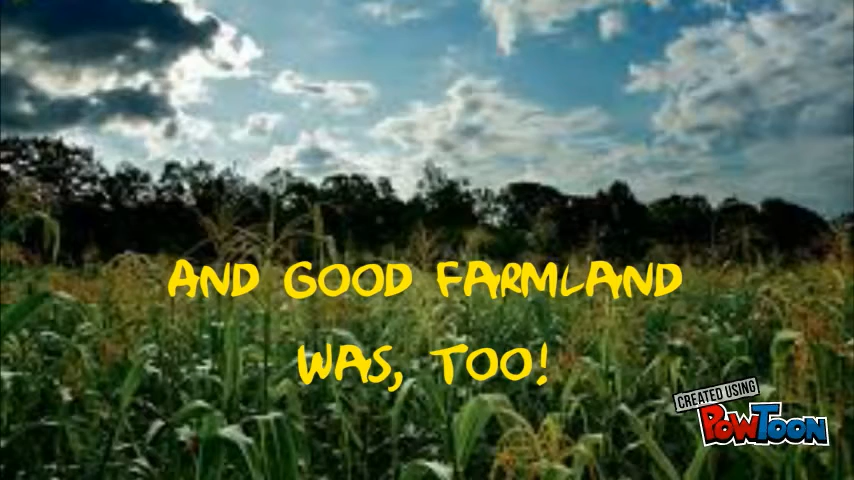 AND GOOD FARMLAND
WAS, TOO!
CREATED USING
POWTOON